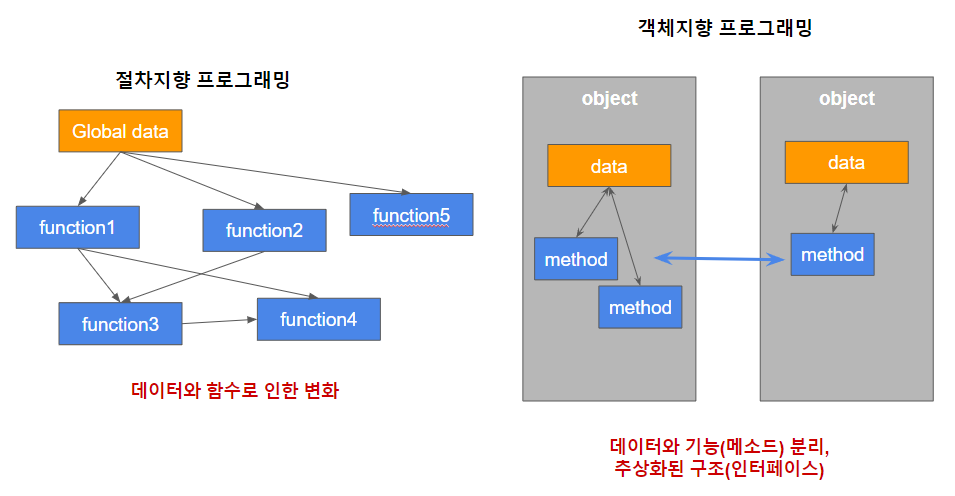 절차지향 프로그래밍
Global data
function1
function2
function5
function3
function4
데이터와 함수로 인한 변화
객체지향 프로그래밍
object
data
method
method
object
data
method
데이터와 기능(메소드) 분리,
추상화된 구조(인터페이스)